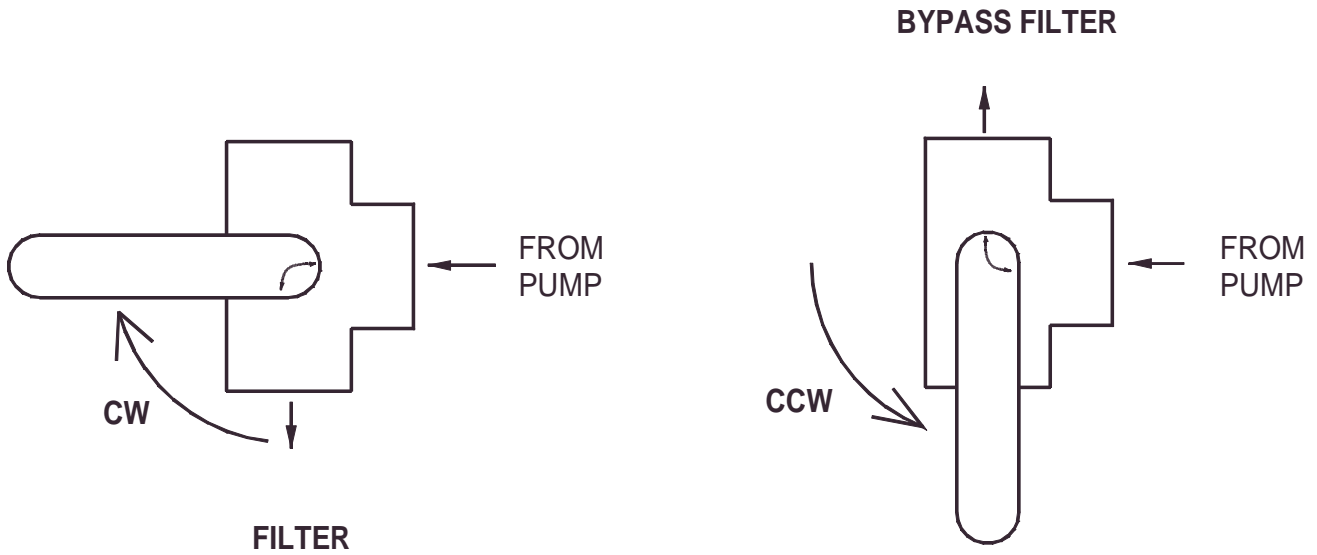 BYPASS FILTER
FROM
PUMP
CW
FILTER
FROM
PUMP
CCW